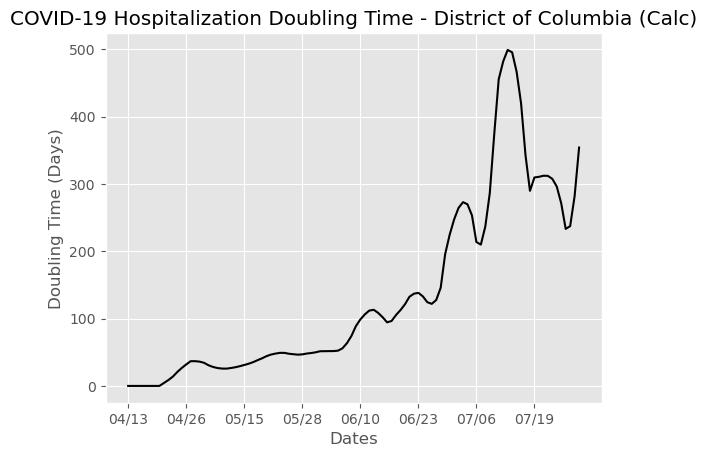 COVID-19 Hospitalization Doubling Time - District of Columbia (Calc)
Doubling Time (Days)
500
400
300
200
100
0
04/13 04/26 05/15 05/28 06/10 06/23 07/06 07/19
Dates